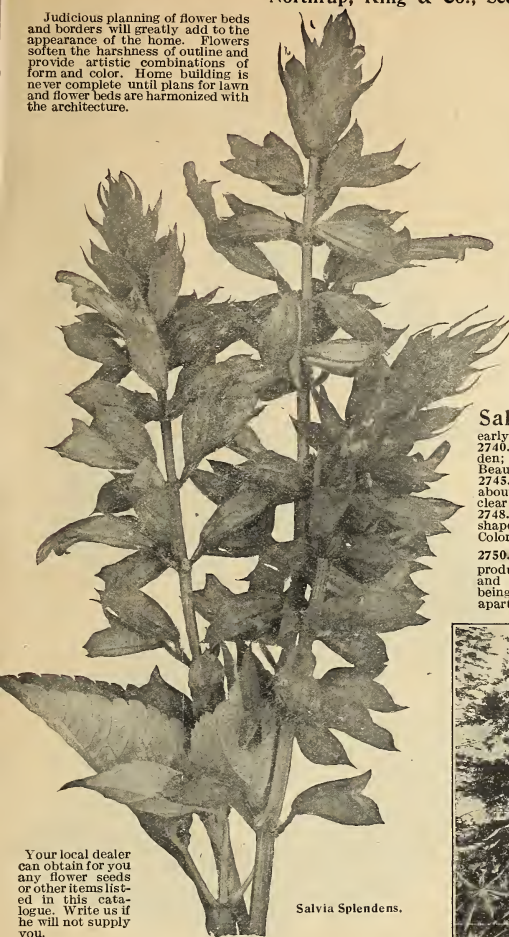 Northrup, King & Co.,
Judicious planning of flower beds
and borders will greatly add to the
appearance of the home. Flowers
soften the harshness of outline and
provide artistic combinations of
form and color. Home building is
never complete until plans for lawn
and flower beds are harmonized with
the architecture.
Sal
early
2740.
den;
Beau
2745.
abou
clear
2748.
shape
Color
2750.
produ
and
being
apart
Your local dealer
can obtain for you
any flower seeds
or other items list-
ed in this cata-
logue. Write us if
he will not supply
you.
Salvia Splendens.